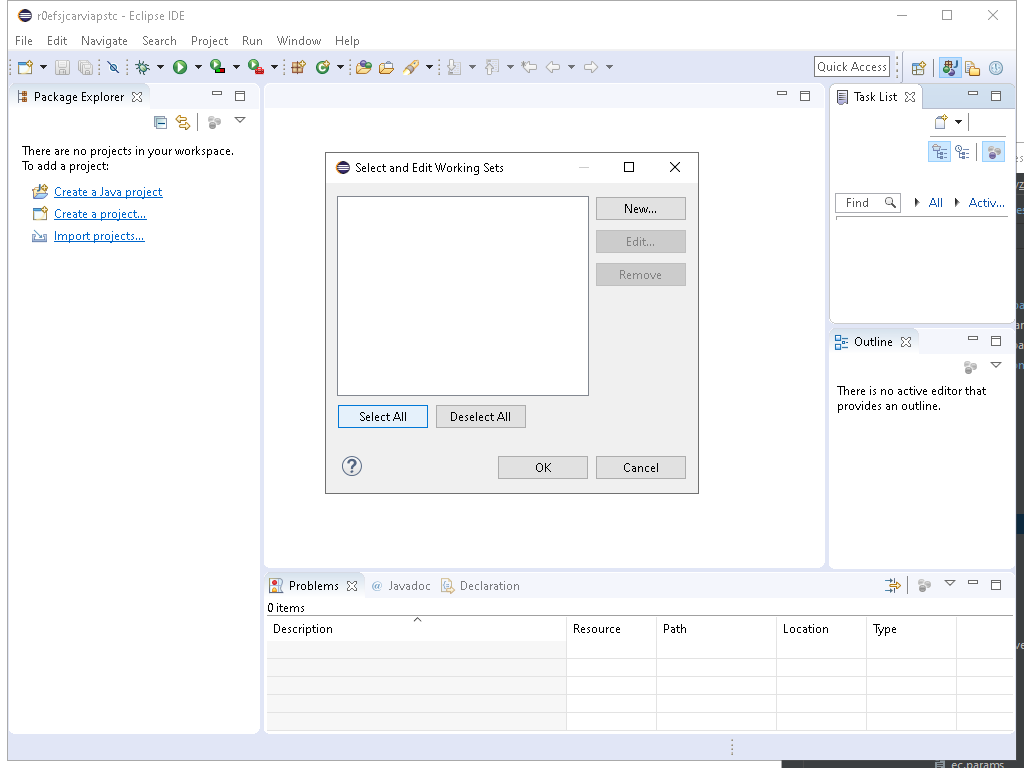 r0efsjcarviapstc - Eclipse IDE
File Edit Navigate Search Project Run Window Help
Quick Access
Package Explorer
There are no projects in your workspace.
To add a project:
Create a Java project
Create a project...
Import projects...
Select and Edit Working Sets
New...
Edit...
Remove
Select All Deselect All
OK Cancel
Task List
Find All Activ...
Outline
There is no active editor that
provides an outline.
Problems @ Javadoc Declaration
0 items
Description Resource Path Location Type
ec.params